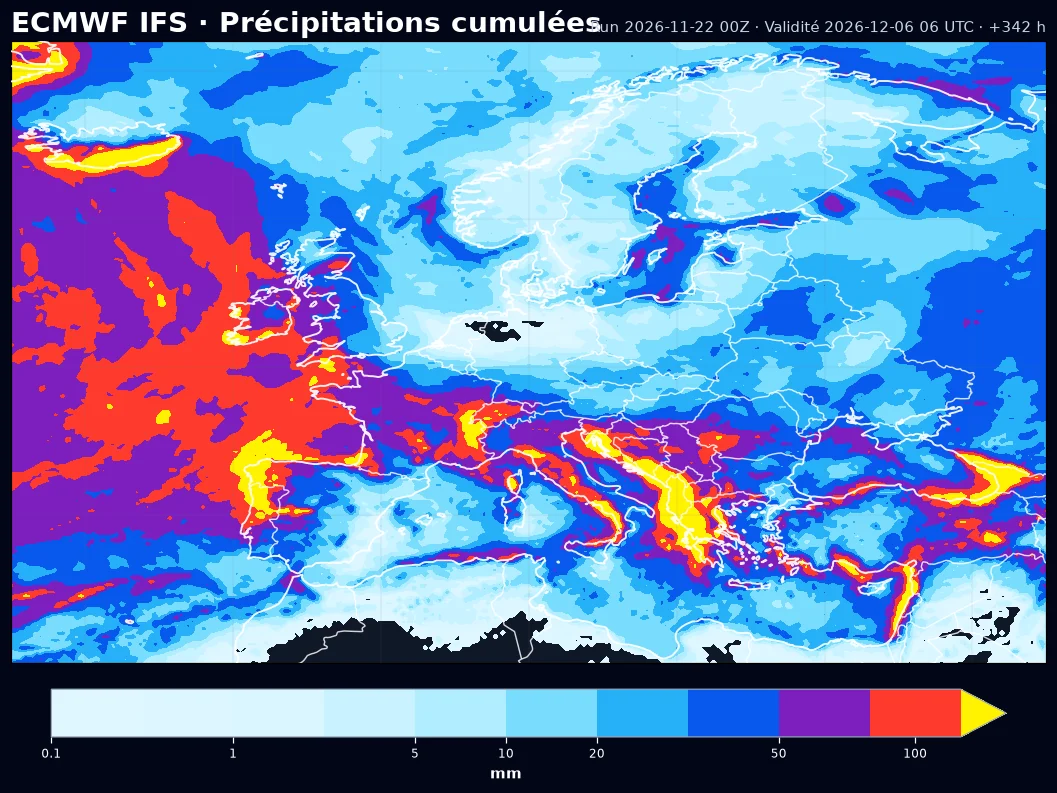 ECMWF IFS · Précipitations cumulées
Run 2026-11-22 00Z · Validité 2026-12-06 06 UTC · +342 h
0.1 1 5 10 20 50 100
mm